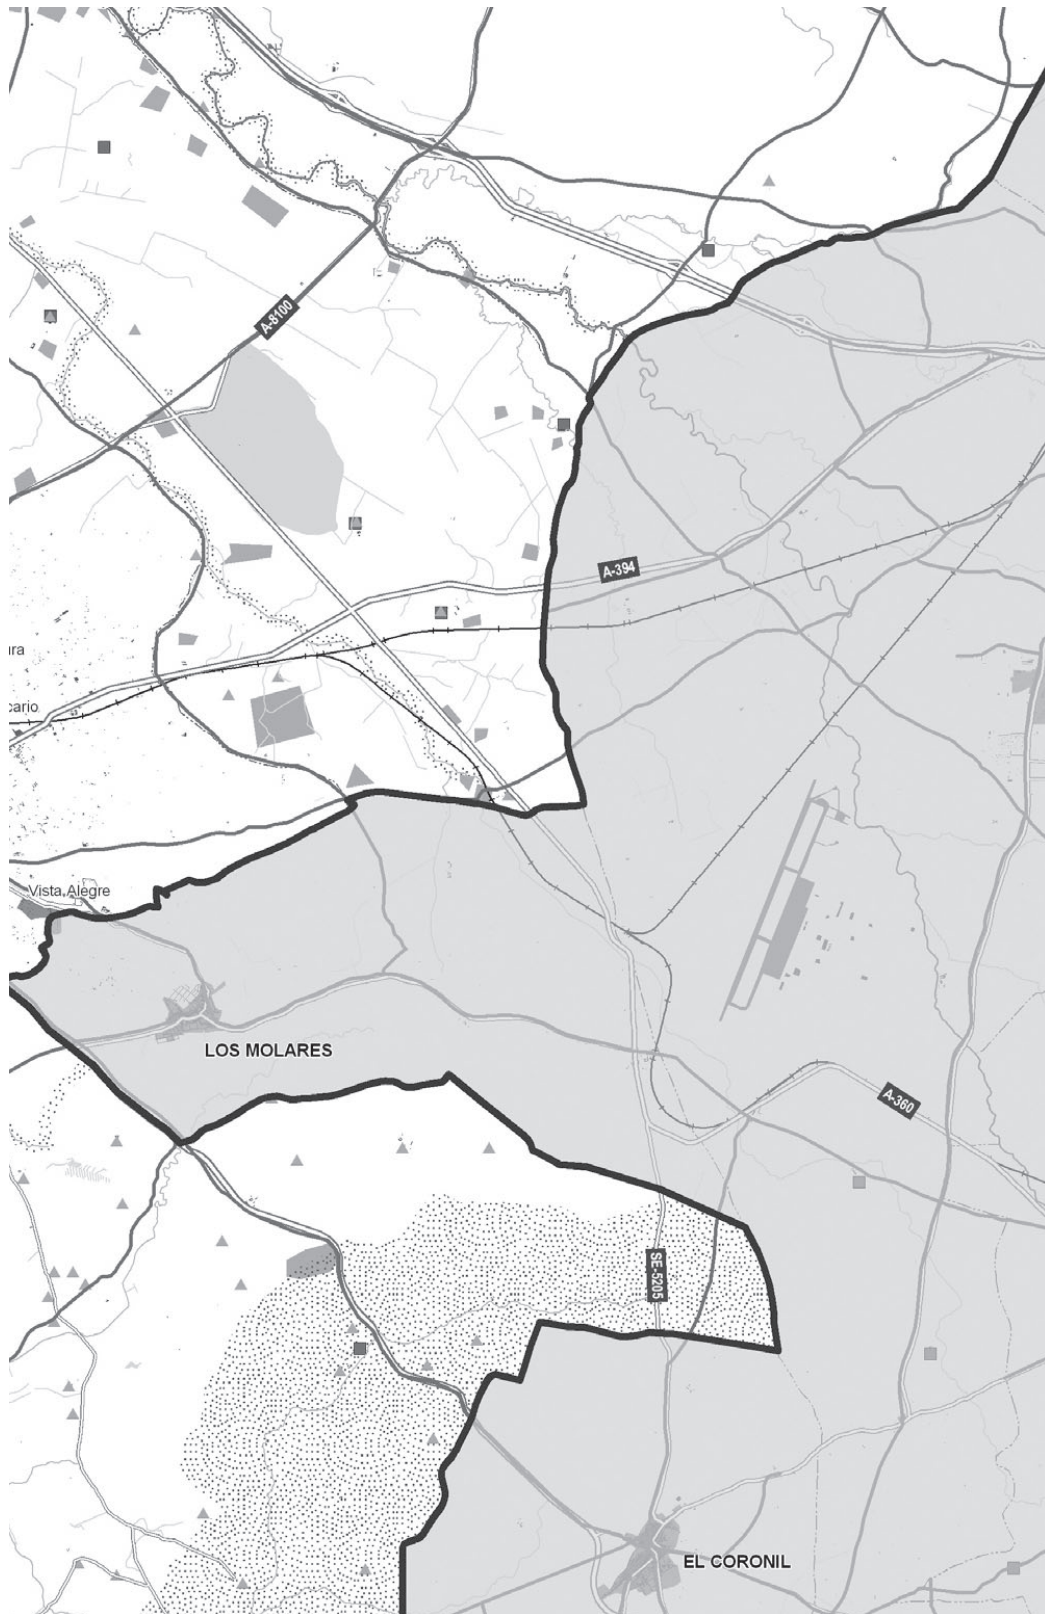 A-8100
A-394
ura
cario
Vista Alegre
LOS MOLARES
A-360
SE-5205
EL CORONIL